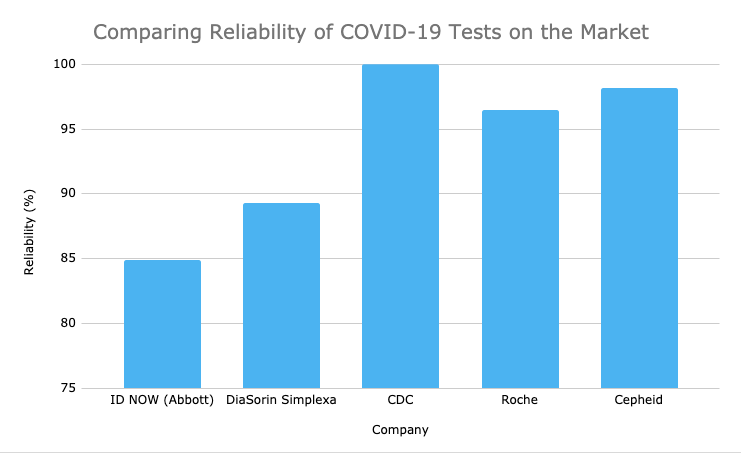 Comparing Reliability of COVID-19 Tests on the Market
100
95
90
85
80
75
Reliability (%)
ID NOW (Abbott) DiaSorin Simplexa CDC Roche Cepheid
Company